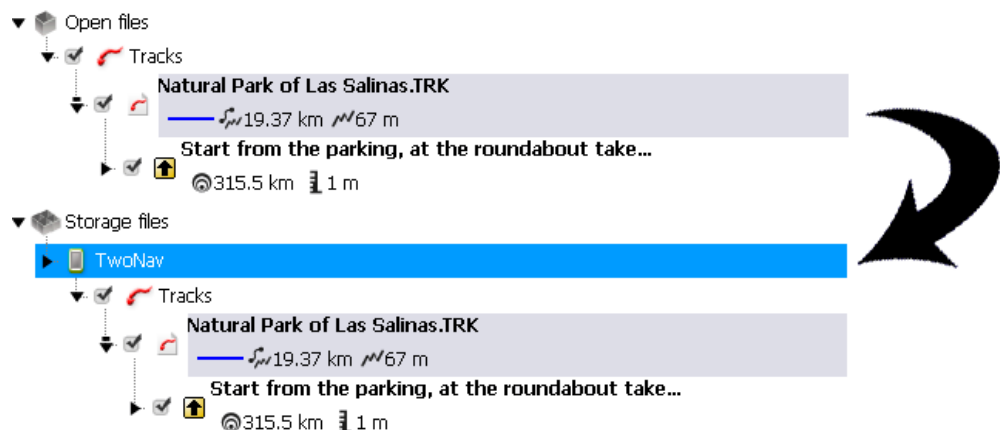 Open files
Tracks
Natural Park of Las Salinas.TRK
19.37 km 67 m
Start from the parking, at the roundabout take...
315.5 km 1 m
Storage files
TwoNav
Tracks
Natural Park of Las Salinas.TRK
19.37 km 67 m
Start from the parking, at the roundabout take...
315.5 km 1 m